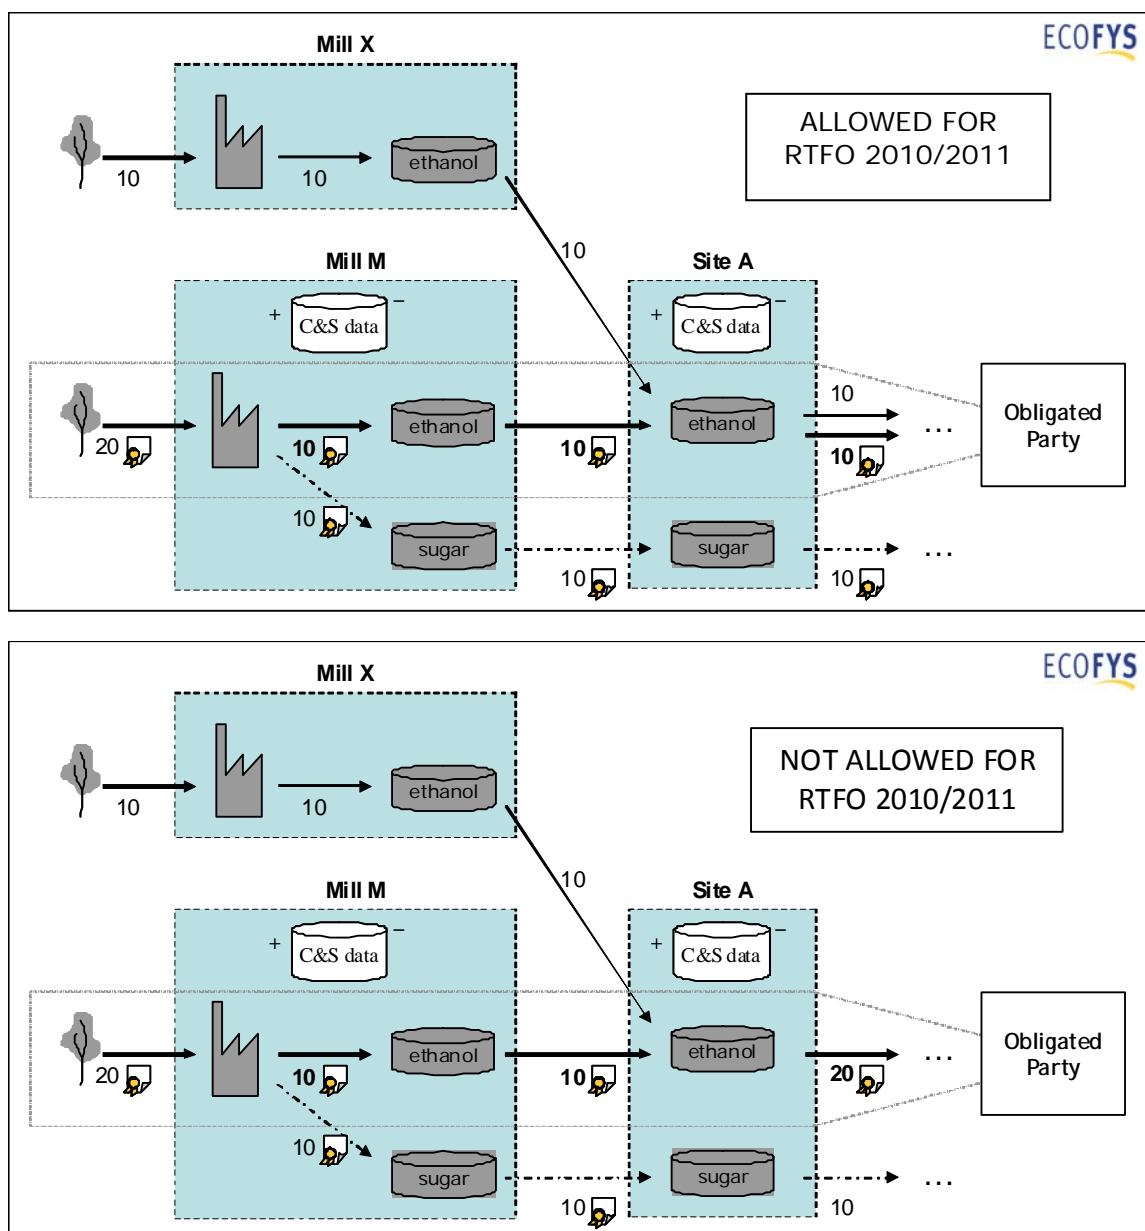 Mill X
ECOFYS
ALLOWED FOR
RTFO 2010/2011
ethanol
10
10
10
Mill M
Site A
+
C&S data
–
+
C&S data
–
10
Obligated
Party
ethanol
ethanol
...
20
10
10
10
10
sugar
sugar
...
10
10
Mill X
ECOFYS
NOT ALLOWED FOR
RTFO 2010/2011
ethanol
10
10
10
Mill M
Site A
+
C&S data
–
+
C&S data
–
Obligated
Party
ethanol
ethanol
...
20
10
10
20
10
sugar
sugar
...
10
10